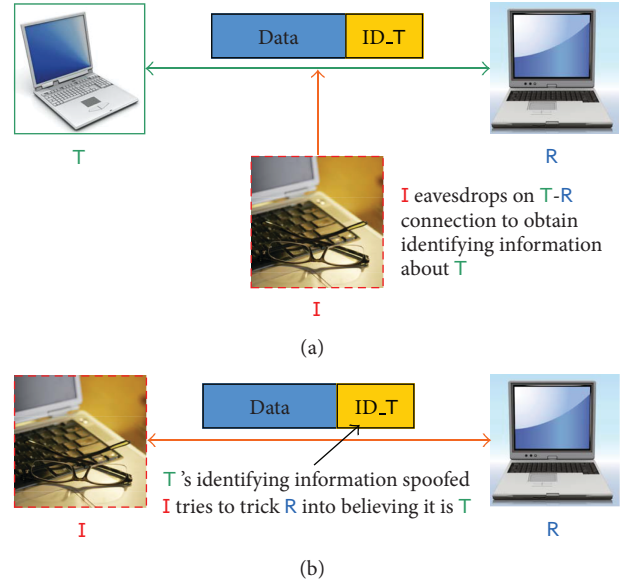 Data ID_T
T
R
I eavesdrops on T-R
connection to obtain
identifying information
about T
I
(a)
Data ID_T
T 's identifying information spoofed
I tries to trick R into believing it is T
I
R
(b)